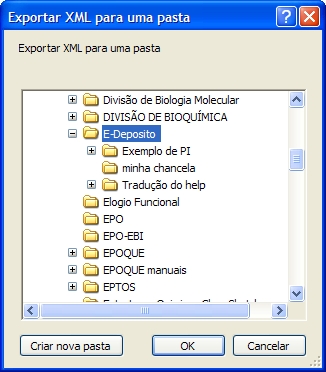 Exportar XML para uma pasta
Exportar XML para uma pasta
Divisão de Biologia Molecular
DIVISÃO DE BIOQUÍMICA
E-Deposito
Exemplo de PI
minha chancela
Tradução do help
Elogio Funcional
EPO
EPO-EBI
EPOQUE
EPOQUE manuais
EPTOS
Criar nova pasta
OK
Cancelar